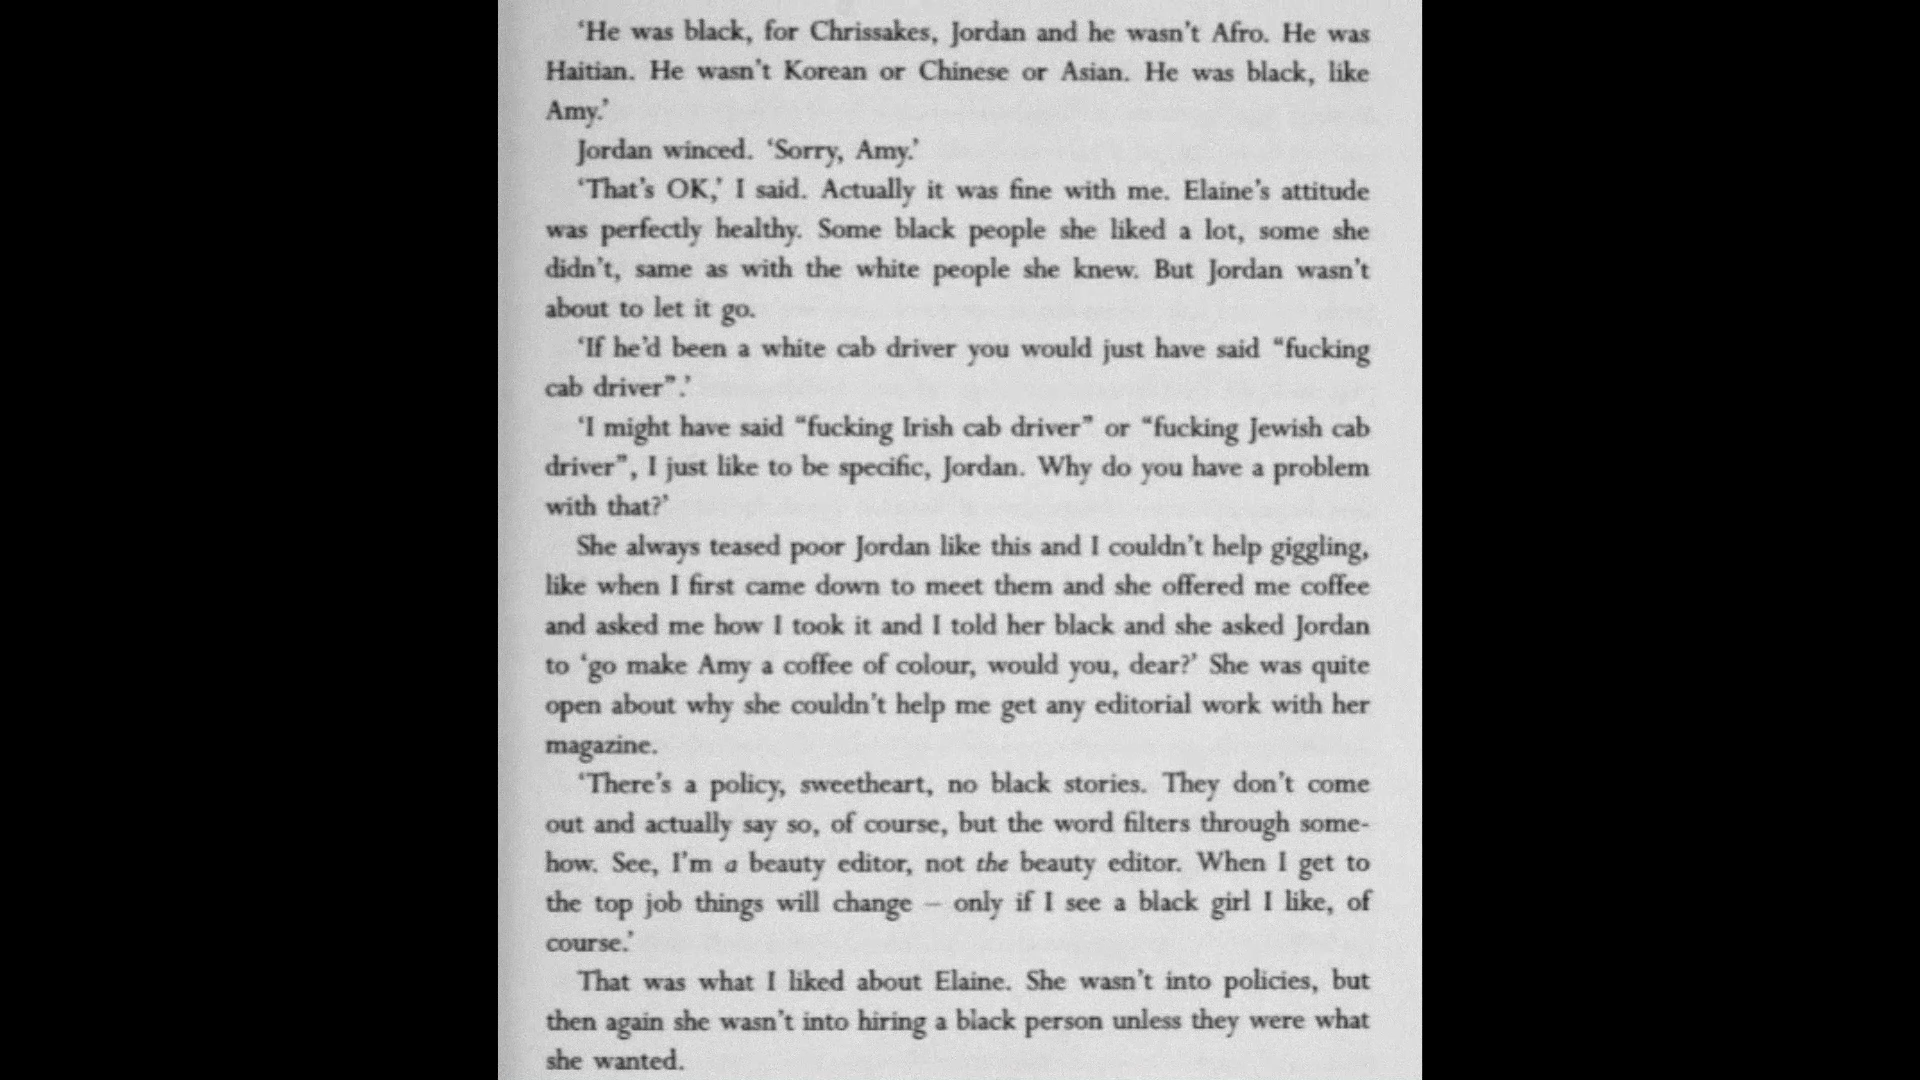 ‘He was black, for Chrissakes, Jordan and he wasn’t Afro. He was
Haitian. He wasn’t Korean or Chinese or Asian. He was black, like
Amy.’
Jordan winced. ‘Sorry, Amy.’
‘That’s OK,’ I said. Actually it was fine with me. Elaine’s attitude
was perfectly healthy. Some black people she liked a lot, some she
didn’t, same as with the white people she knew. But Jordan wasn’t
about to let it go.
‘If he’d been a white cab driver you would just have said “fucking
cab driver”.’
‘I might have said “fucking Irish cab driver” or “fucking Jewish cab
driver”, I just like to be specific, Jordan. Why do you have a problem
with that?’
She always teased poor Jordan like this and I couldn’t help giggling,
like when I first came down to meet them and she offered me coffee
and asked me how I took it and I told her black and she asked Jordan
to ‘go make Amy a coffee of colour, would you, dear?’ She was quite
open about why she couldn’t help me get any editorial work with her
magazine.
‘There’s a policy, sweetheart, no black stories. They don’t come
out and actually say so, of course, but the word filters through some-
how. See, I’m a beauty editor, not the beauty editor. When I get to
the top job things will change – only if I see a black girl I like, of
course.’
That was what I liked about Elaine. She wasn’t into policies, but
then again she wasn’t into hiring a black person unless they were what
she wanted.